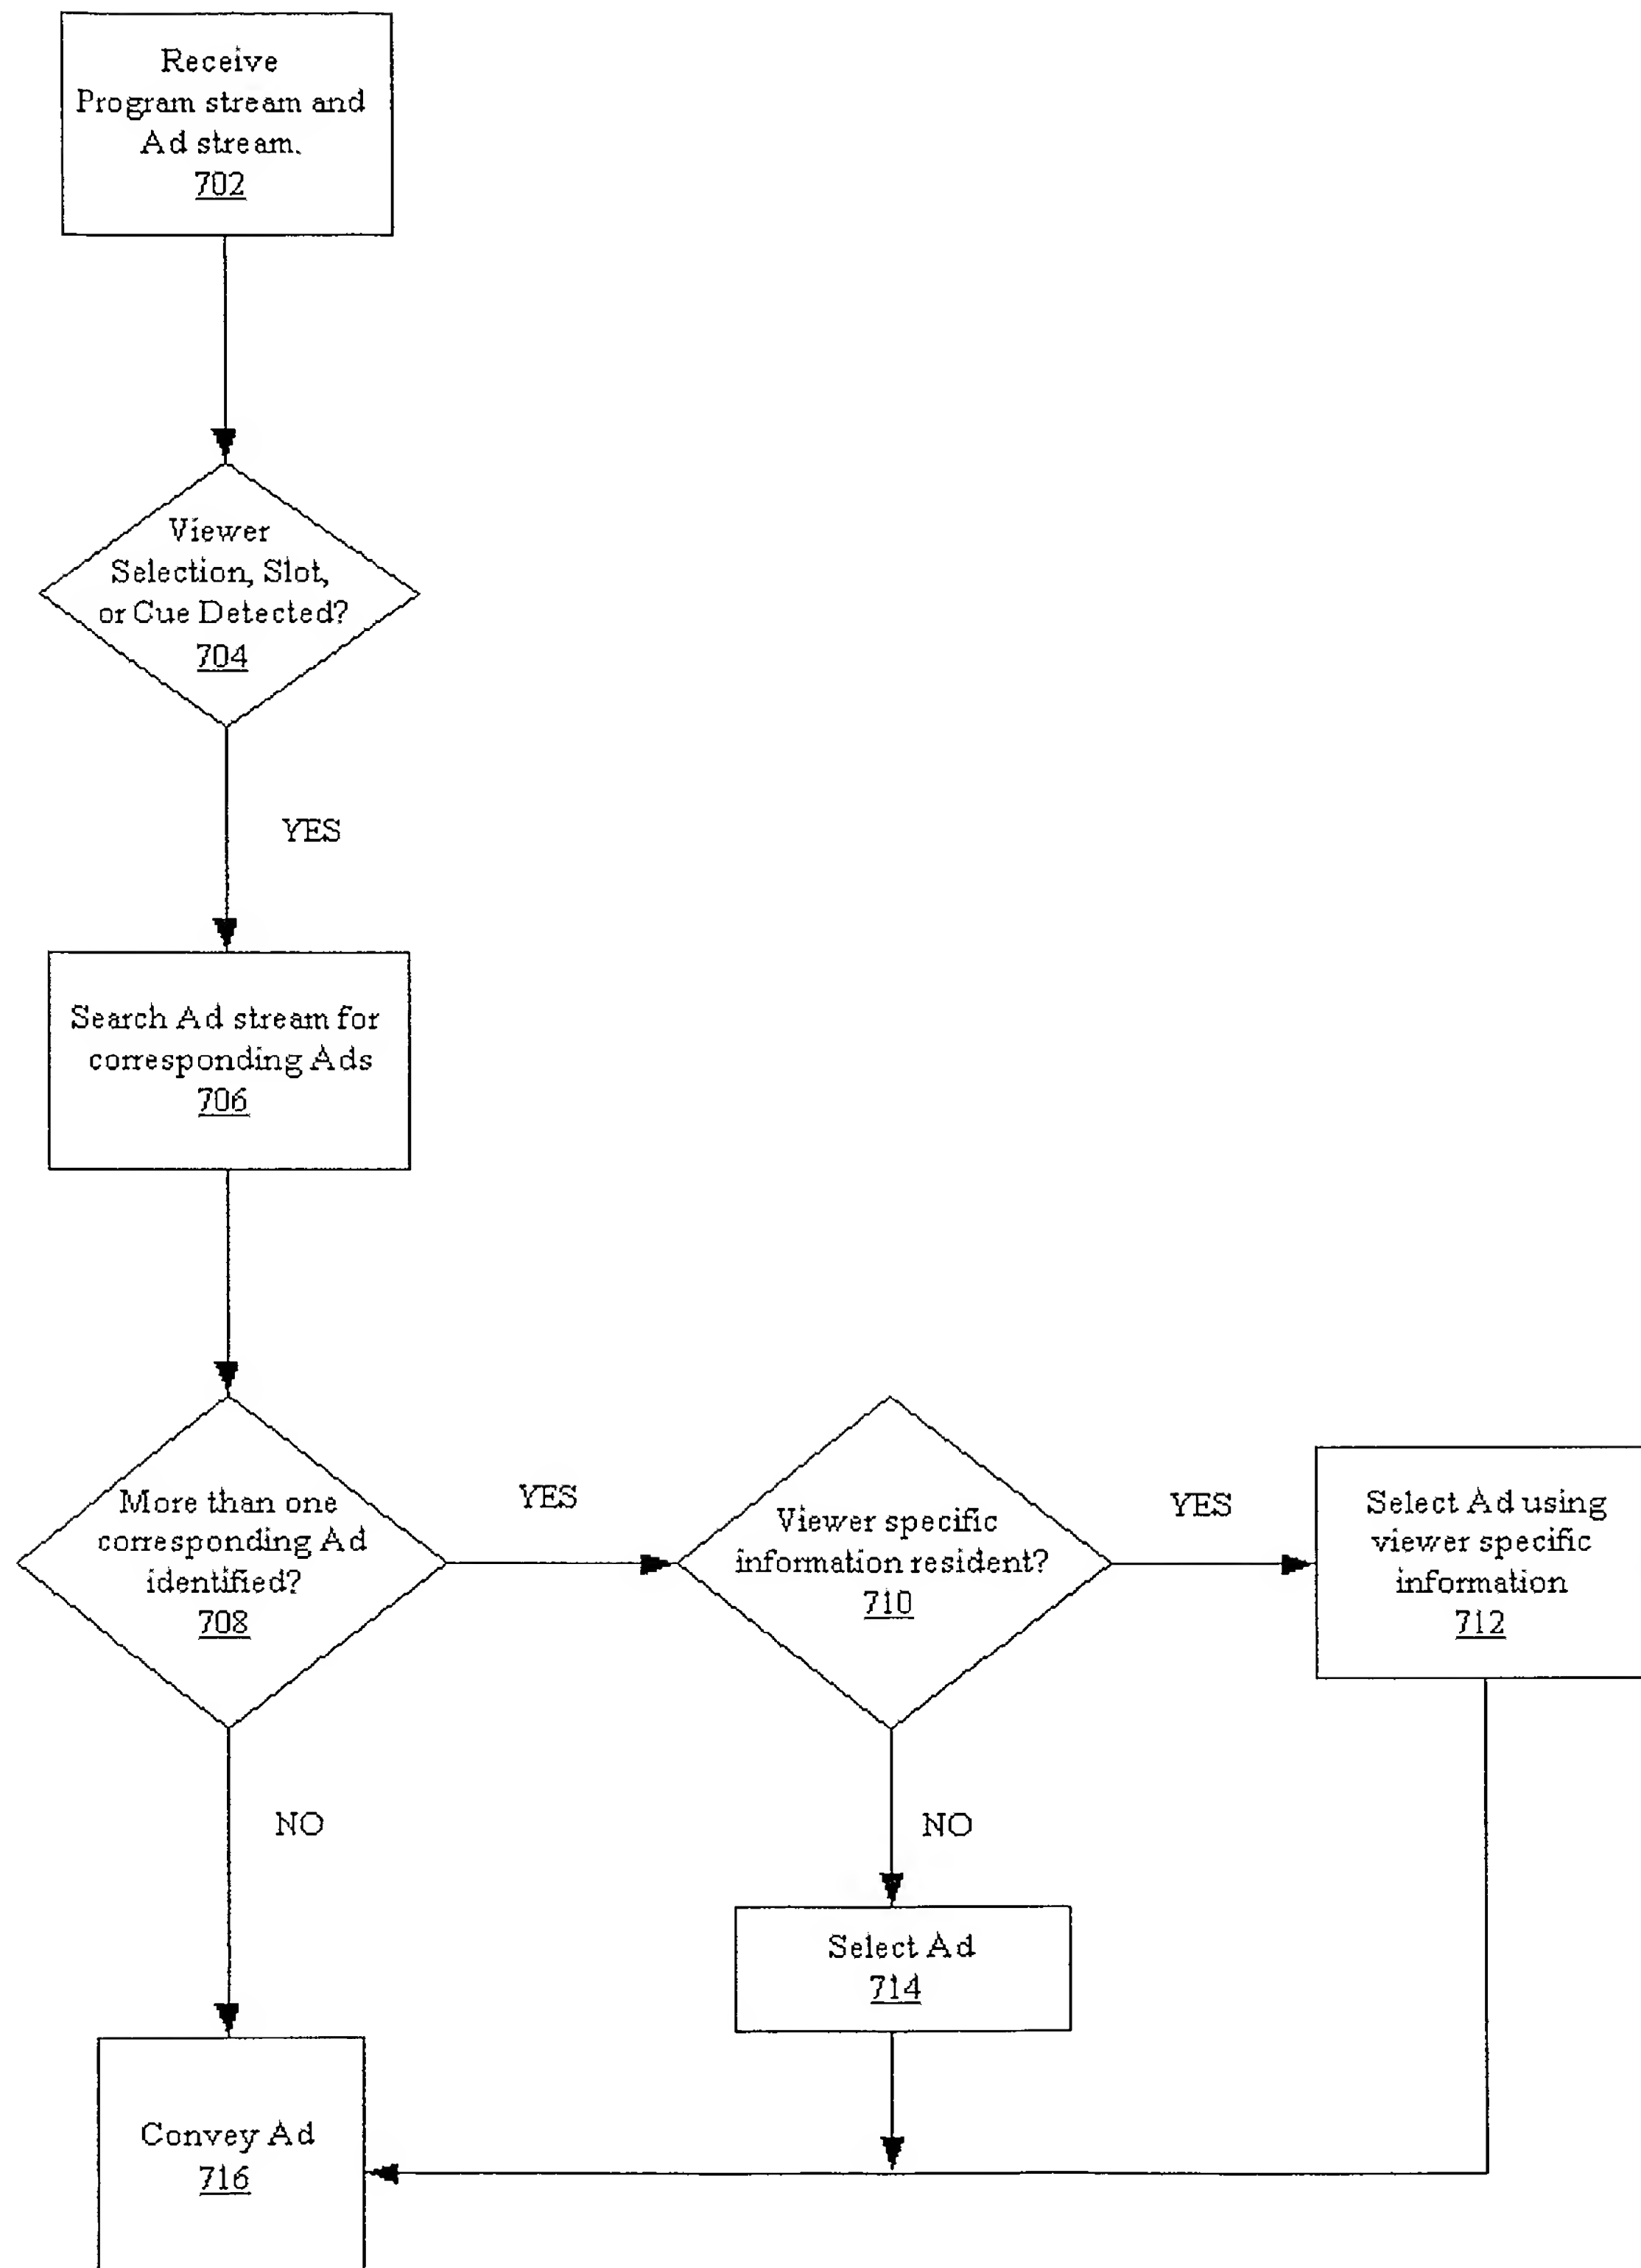 Receive
Program stream and
Ad stream.
702
Viewer
Selection, Slot,
or Cue Detected?
704
YES
Search Ad stream for
corresponding Ads
706
More than one
corresponding Ad
identified?
708
YES
Viewer specific
information resident?
710
YES
Select Ad using
viewer specific
information
712
NO
NO
Select Ad
714
Convey Ad
716